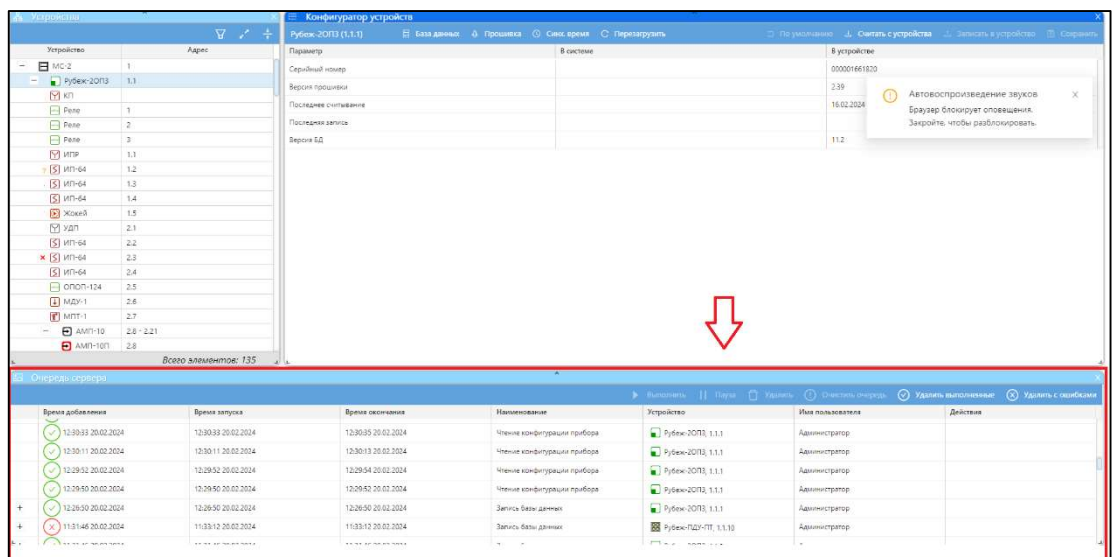 Устройства
Устройство Адрес
МС-2 1
Рубеж-2ОП3 1.1
КП
Реле 1
Реле 2
Реле 3
ИПР 1.1
ИП-64 1.2
ИП-64 1.3
ИП-64 1.4
Жокей 1.5
УДП 2.1
ИП-64 2.2
ИП-64 2.3
ИП-64 2.4
ОПОП-124 2.5
МДУ-1 2.6
МПТ-1 2.7
АМП-10 2.8 - 2.21
АМП-10П 2.8
Всего элементов: 135
Конфигуратор устройств
Рубеж-2ОП3 (1.1.1) База данных Прошивка Синх. время Перезагрузить По умолчанию Считать с устройства Записать в устройство Сохранить
Параметр В системе В устройстве
Серийный номер 000001661820
Версия прошивки 2.39
Последнее считывание 16.02.2024
Последняя запись
Версия БД 11.2
Автовоспроизведение звуков
Браузер блокирует оповещения.
Закройте, чтобы разблокировать.
Очередь сервера
Выполнить Пауза Удалить Очистить очередь Удалить выполненные Удалить с ошибками
Время добавления Время запуска Время окончания Наименование Устройство Имя пользователя Действия
12:30:33 20.02.2024 12:30:33 20.02.2024 12:30:35 20.02.2024 Чтение конфигурации прибора Рубеж-2ОП3, 1.1.1 Администратор
12:30:11 20.02.2024 12:30:11 20.02.2024 12:30:13 20.02.2024 Чтение конфигурации прибора Рубеж-2ОП3, 1.1.1 Администратор
12:29:52 20.02.2024 12:29:52 20.02.2024 12:29:54 20.02.2024 Чтение конфигурации прибора Рубеж-2ОП3, 1.1.1 Администратор
12:29:50 20.02.2024 12:29:50 20.02.2024 12:29:52 20.02.2024 Чтение конфигурации прибора Рубеж-2ОП3, 1.1.1 Администратор
+ 12:26:50 20.02.2024 12:26:50 20.02.2024 12:26:50 20.02.2024 Запись базы данных Рубеж-2ОП3, 1.1.1 Администратор
+ 11:31:46 20.02.2024 11:33:12 20.02.2024 11:33:12 20.02.2024 Запись базы данных Рубеж-ПДУ-ПТ, 1.1.10 Администратор